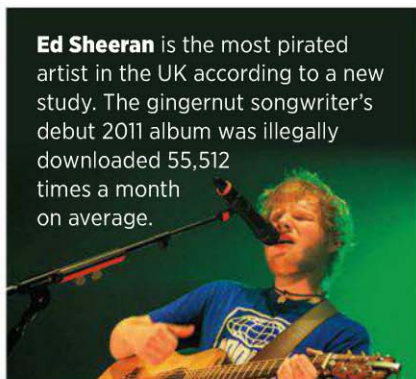 Ed Sheeran is the most pirated
artist in the UK according to a new
study. The gingernut songwriter's
debut 2011 album was illegally
downloaded 55,512
times a month
on average.